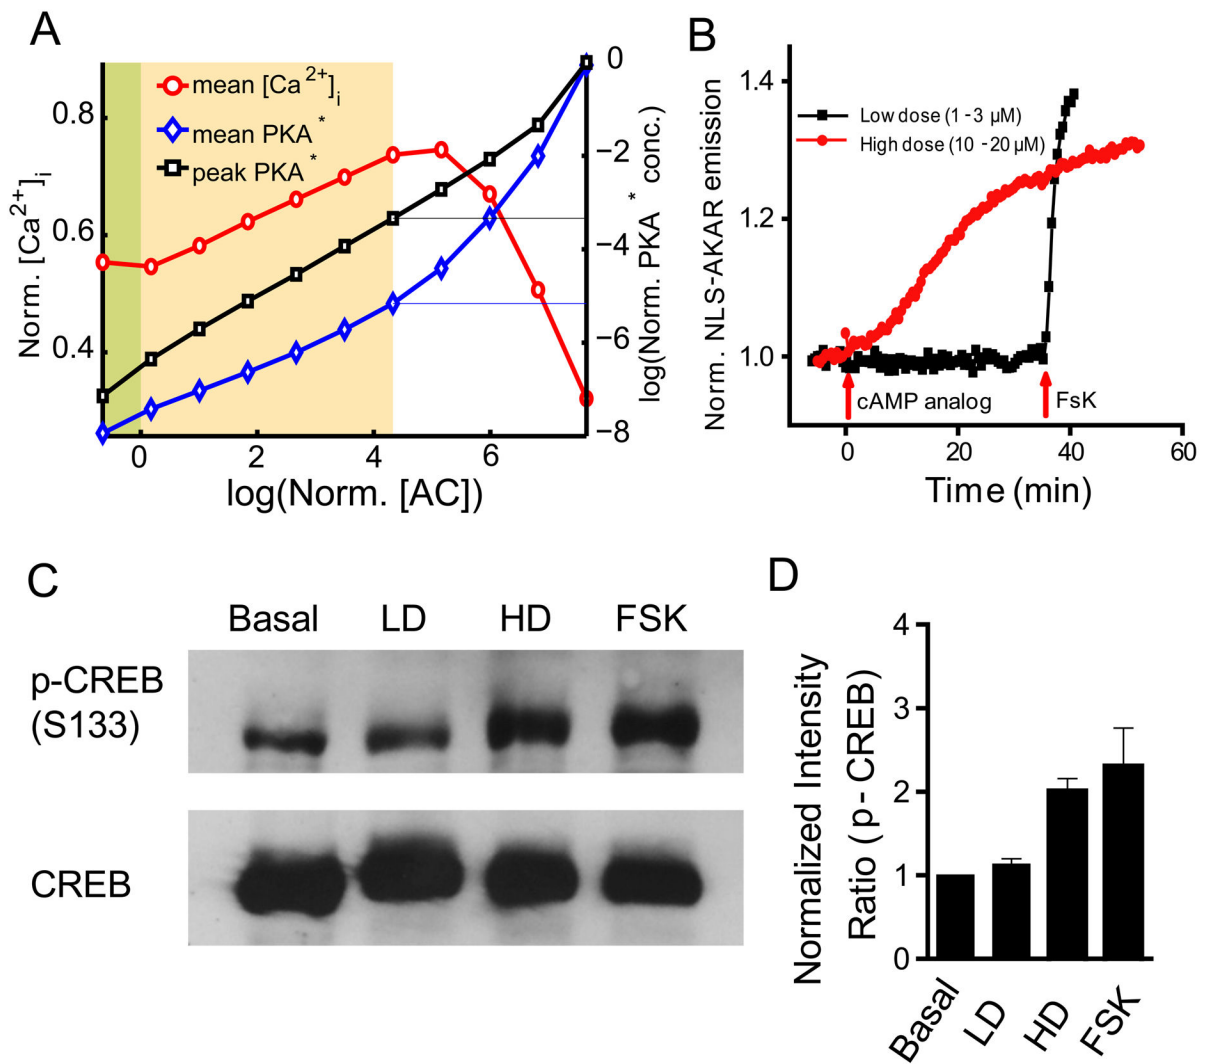 A
mean [Ca2+]i
mean PKA*
peak PKA*
Norm. [Ca2+]i
0.8
0.6
0.4
0
−2
−4
−6
−8
log(Norm. PKA* conc.)
0 2 4 6
log(Norm. [AC])
B
Norm. NLS-AKAR emission
1.4
1.2
1.0
Low dose (1 - 3 µM)
High dose (10 - 20 µM)
cAMP analog
FsK
0 20 40 60
Time (min)
C
Basal LD HD FSK
p-CREB
(S133)
CREB
D
Normalized Intensity
Ratio (p- CREB)
4
3
2
1
0
Basal
LD
HD
FSK